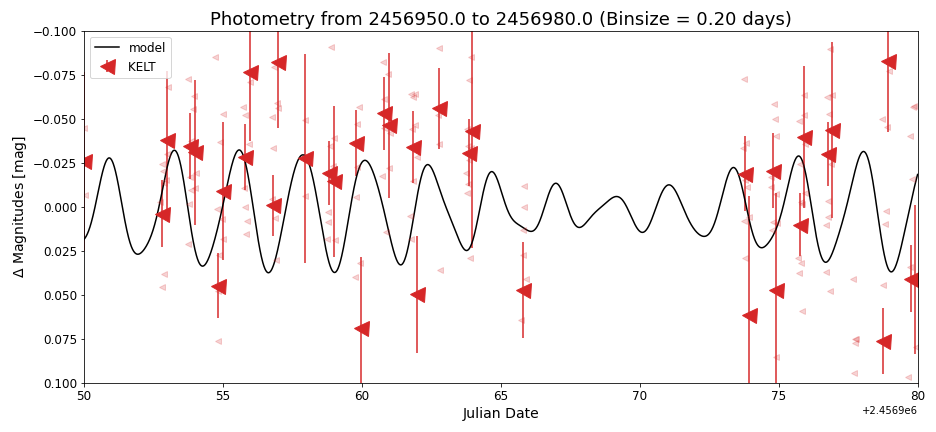 Photometry from 2456950.0 to 2456980.0 (Binsize = 0.20 days)
model
KELT
Δ Magnitudes [mag]
−0.100
−0.075
−0.050
−0.025
0.000
0.025
0.050
0.075
0.100
50 55 60 65 70 75 80
Julian Date
+2.4569e6